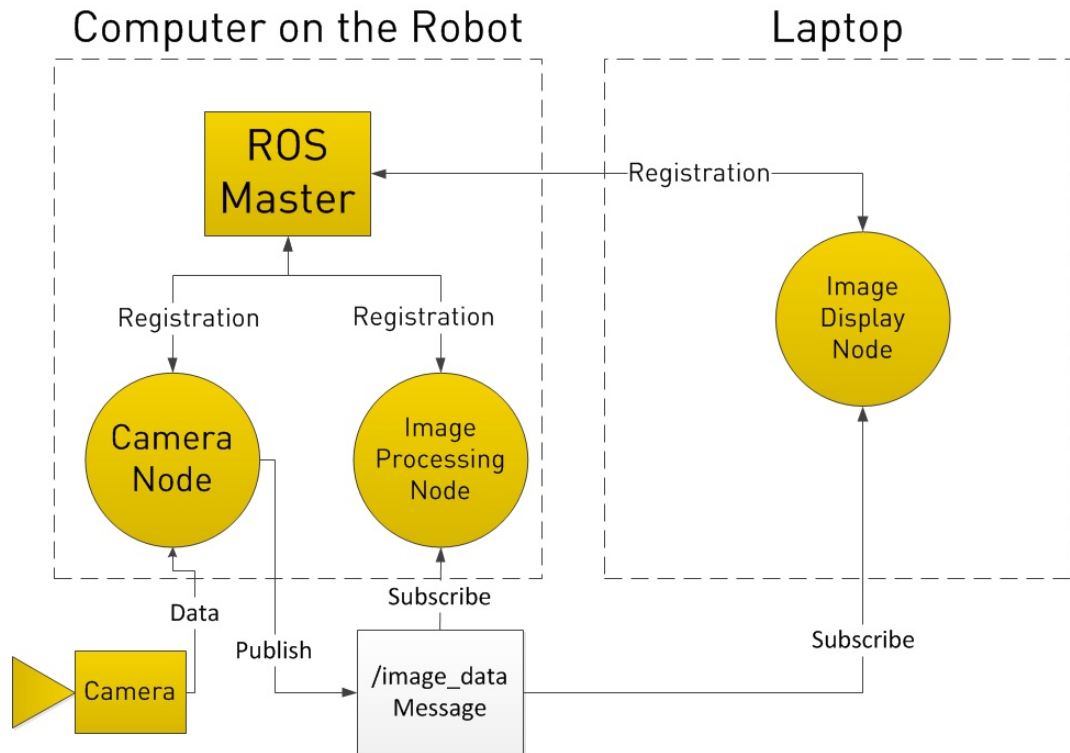 Computer on the Robot
Laptop
ROS
Master
Registration
Registration
Registration
Image
Display
Node
Camera
Node
Image
Processing
Node
Data
Publish
Subscribe
Subscribe
Camera
/image_data
Message